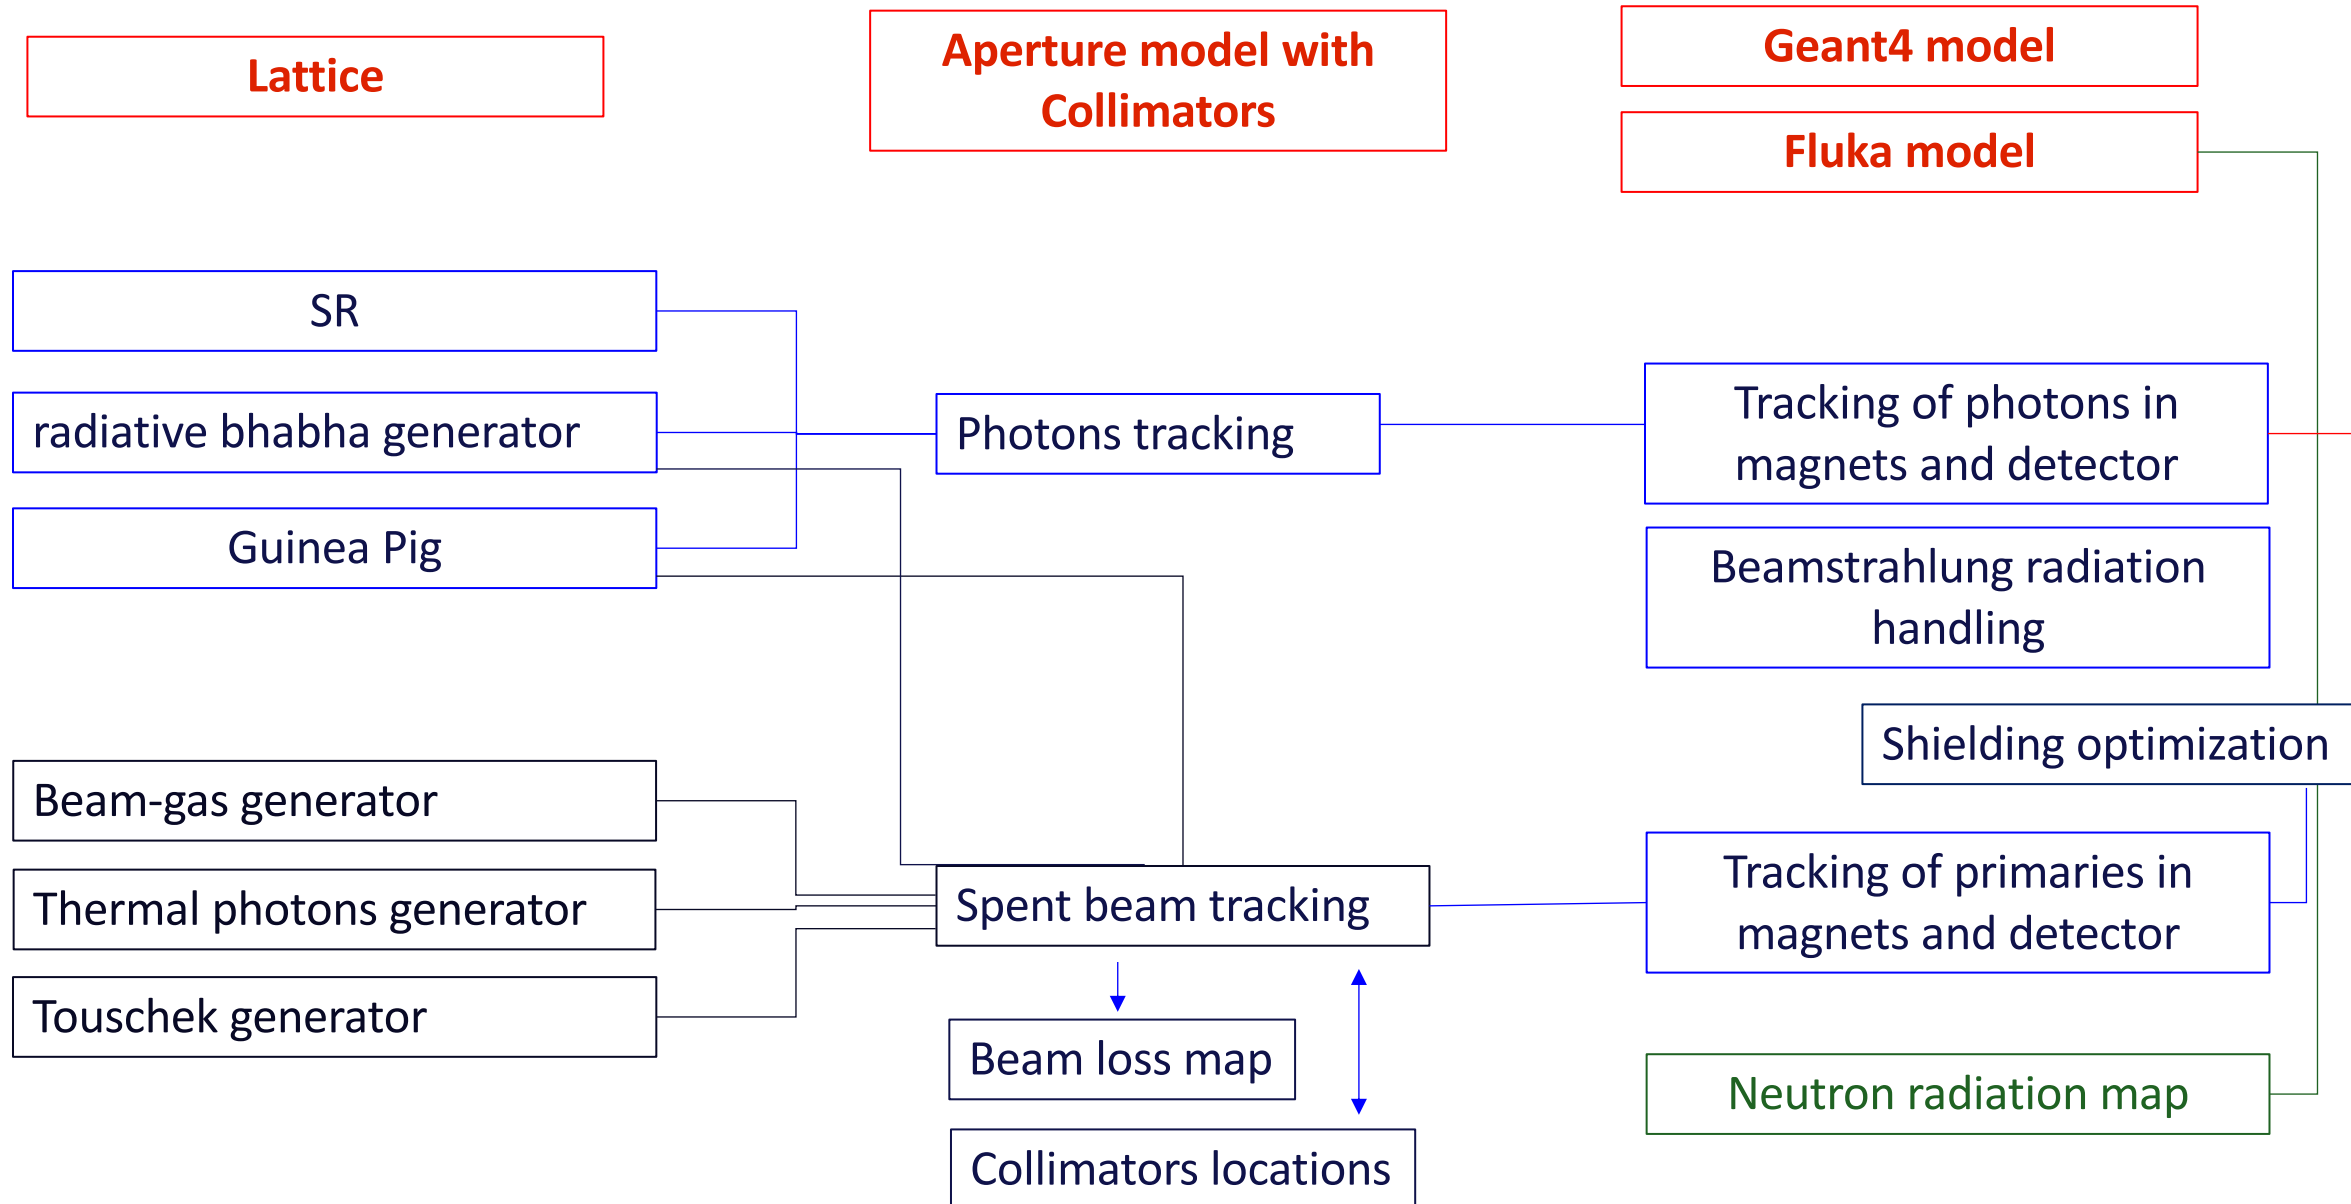 Lattice
Aperture model with
Collimators
Geant4 model
Fluka model
SR
radiative bhabha generator
Guinea Pig
Photons tracking
Tracking of photons in
magnets and detector
Beamstrahlung radiation
handling
Shielding optimization
Beam-gas generator
Thermal photons generator
Touschek generator
Spent beam tracking
Tracking of primaries in
magnets and detector
Beam loss map
Collimators locations
Neutron radiation map